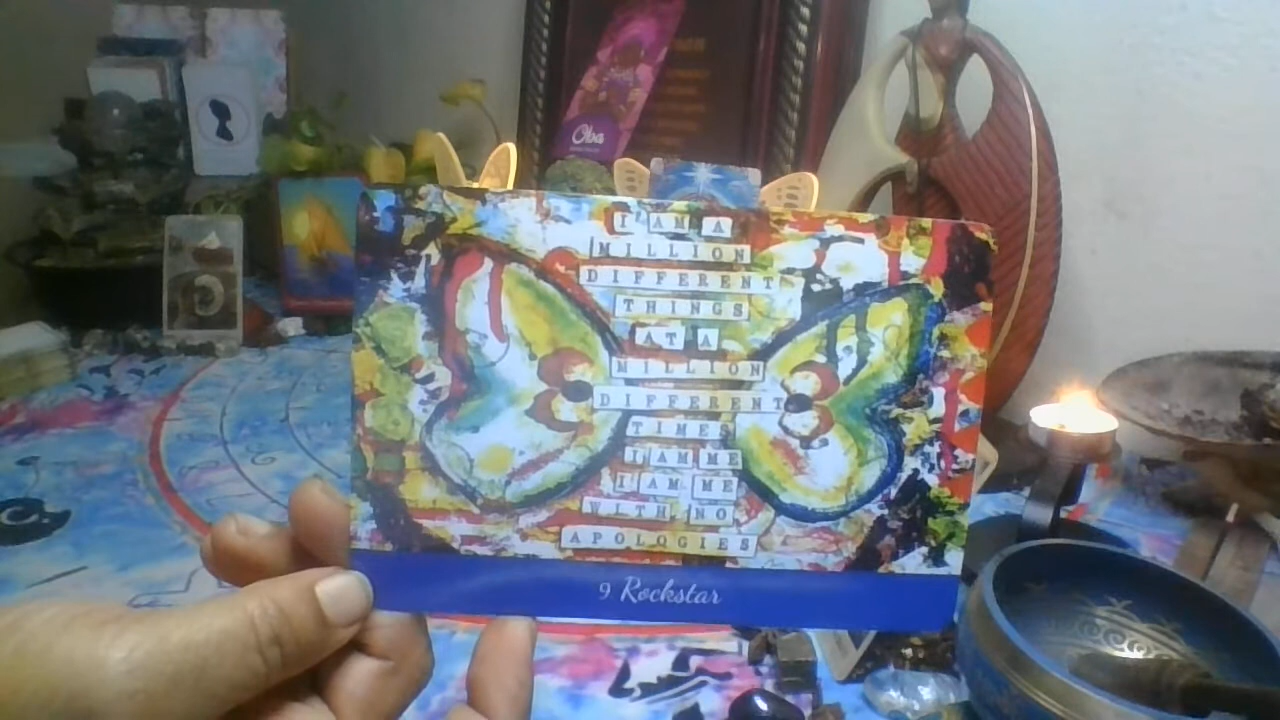 Oba
I AM A
MILLION
DIFFERENT
THINGS
AT A
MILLION
DIFFERENT
TIMES
I AM ME
I AM ME
WITH NO
APOLOGIES
9 Rockstar